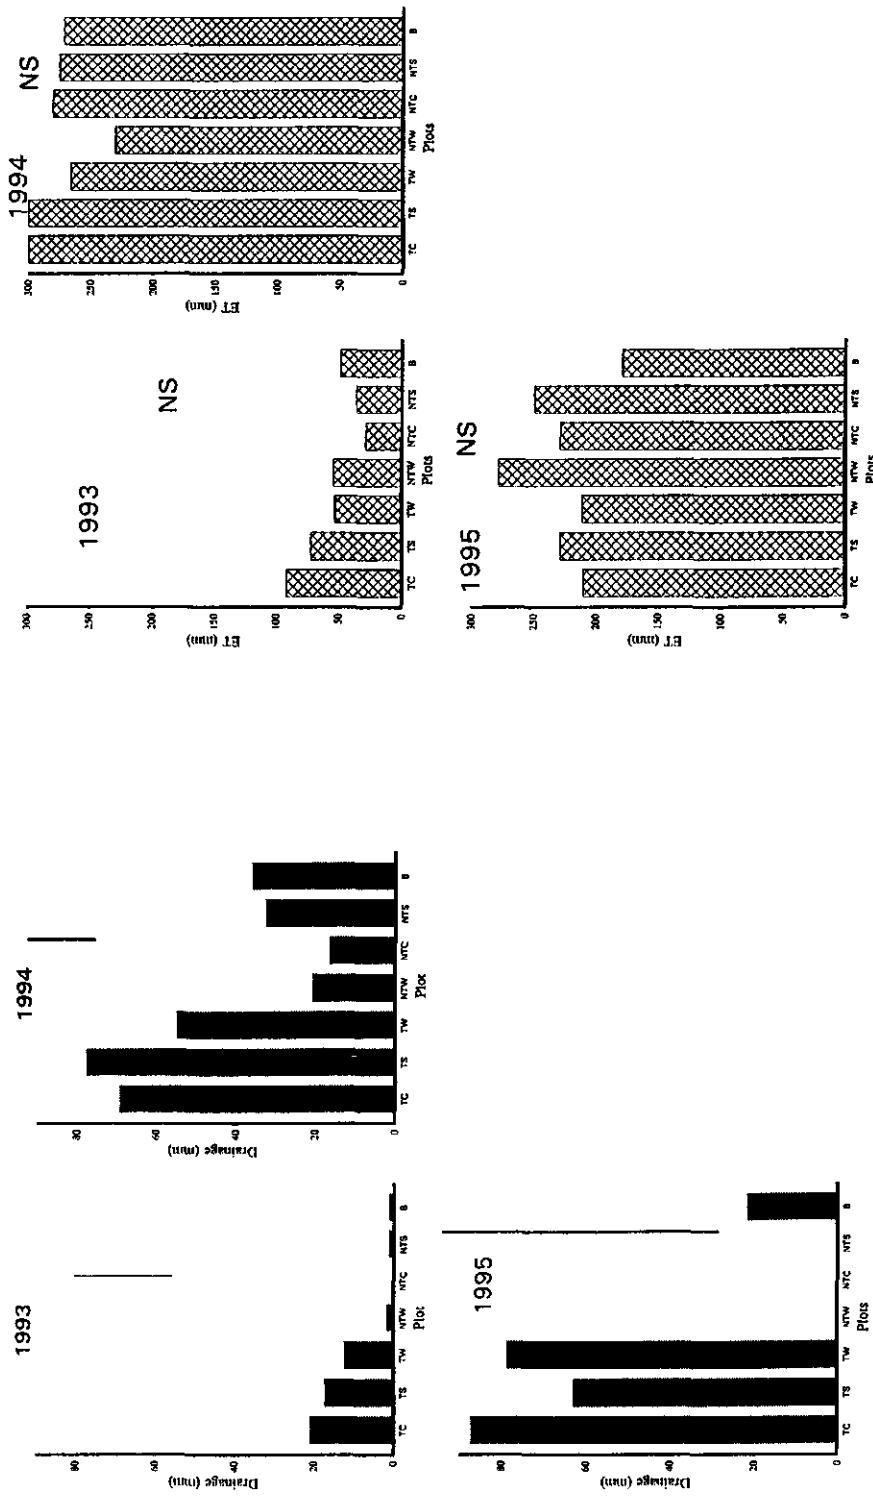 1994 NS
300
250
200
150
100
50
0
ET (mm)
TC TS TW NTW NTC NTS B
Plots
1993 NS
300
250
200
150
100
50
0
ET (mm)
TC TS TW NTW NTC NTS B
Plots
1995 NS
300
250
200
150
100
50
0
ET (mm)
TC TS TW NTW NTC NTS B
Plots
1994
80
60
40
20
0
Drainage (mm)
TC TS TW NTW NTC NTS B
Plot
1993
80
60
40
20
0
Drainage (mm)
TC TS TW NTW NTC NTS B
Plot
1995
80
60
40
20
0
Drainage (mm)
TC TS TW NTW NTC NTS B
Plots